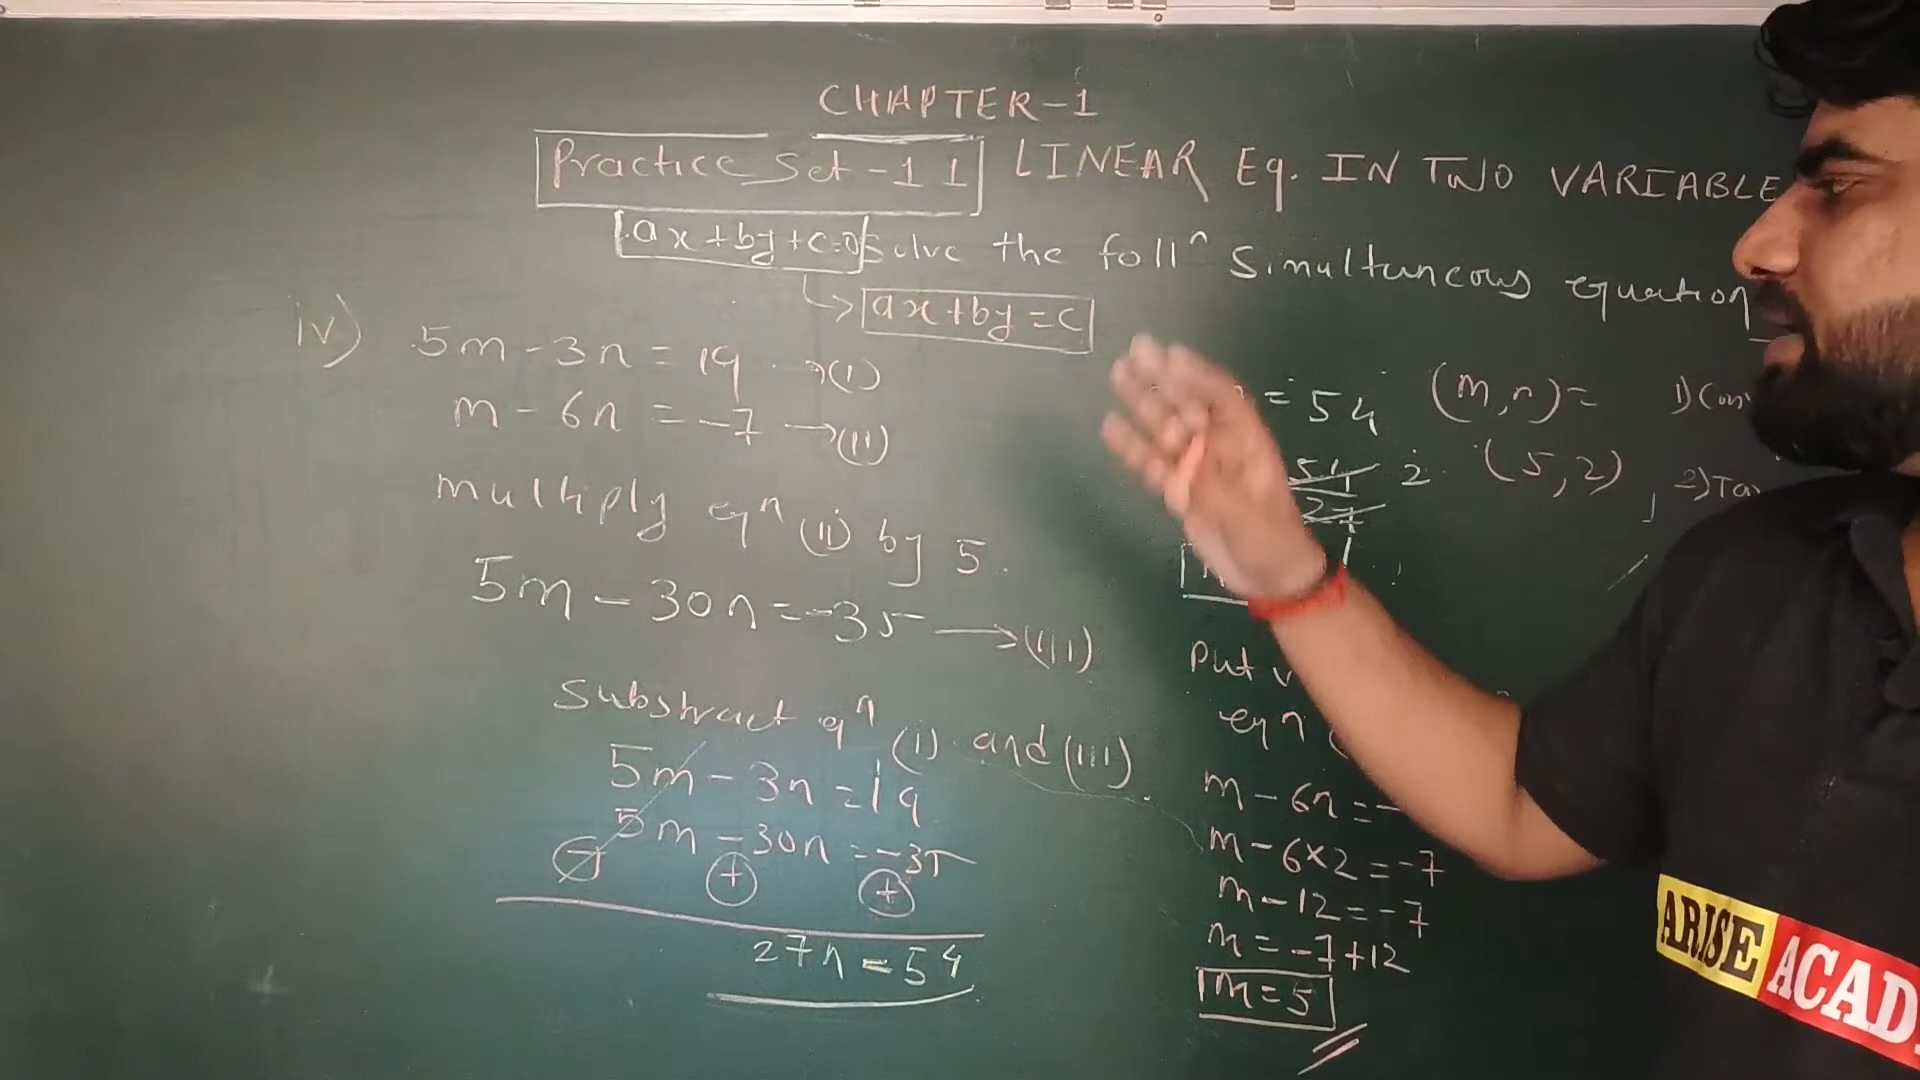 CHAPTER-1
Practice Set-1 1 LINEAR Eq. IN TWO VARIABLE
ax+by+c=0 Solve the foll^n Simultaneous equation
ax+by=c
iv) 5m-3n=19 →(i)
m-6n=-7 →(ii)
multiply eq^n (ii) by 5.
5m-30n=-35 →(iii)
Substract eq^n (i) and (iii)
5m-3n=19
5m-30n=-35
- + +
27n=54
=54
54 2
27
Put
eq^n
m-6n=-
m-6×2=-7
m-12=-7
m=-7+12
m=5
(m,n)=
(5,2)
1)
2)
ARISE ACAD